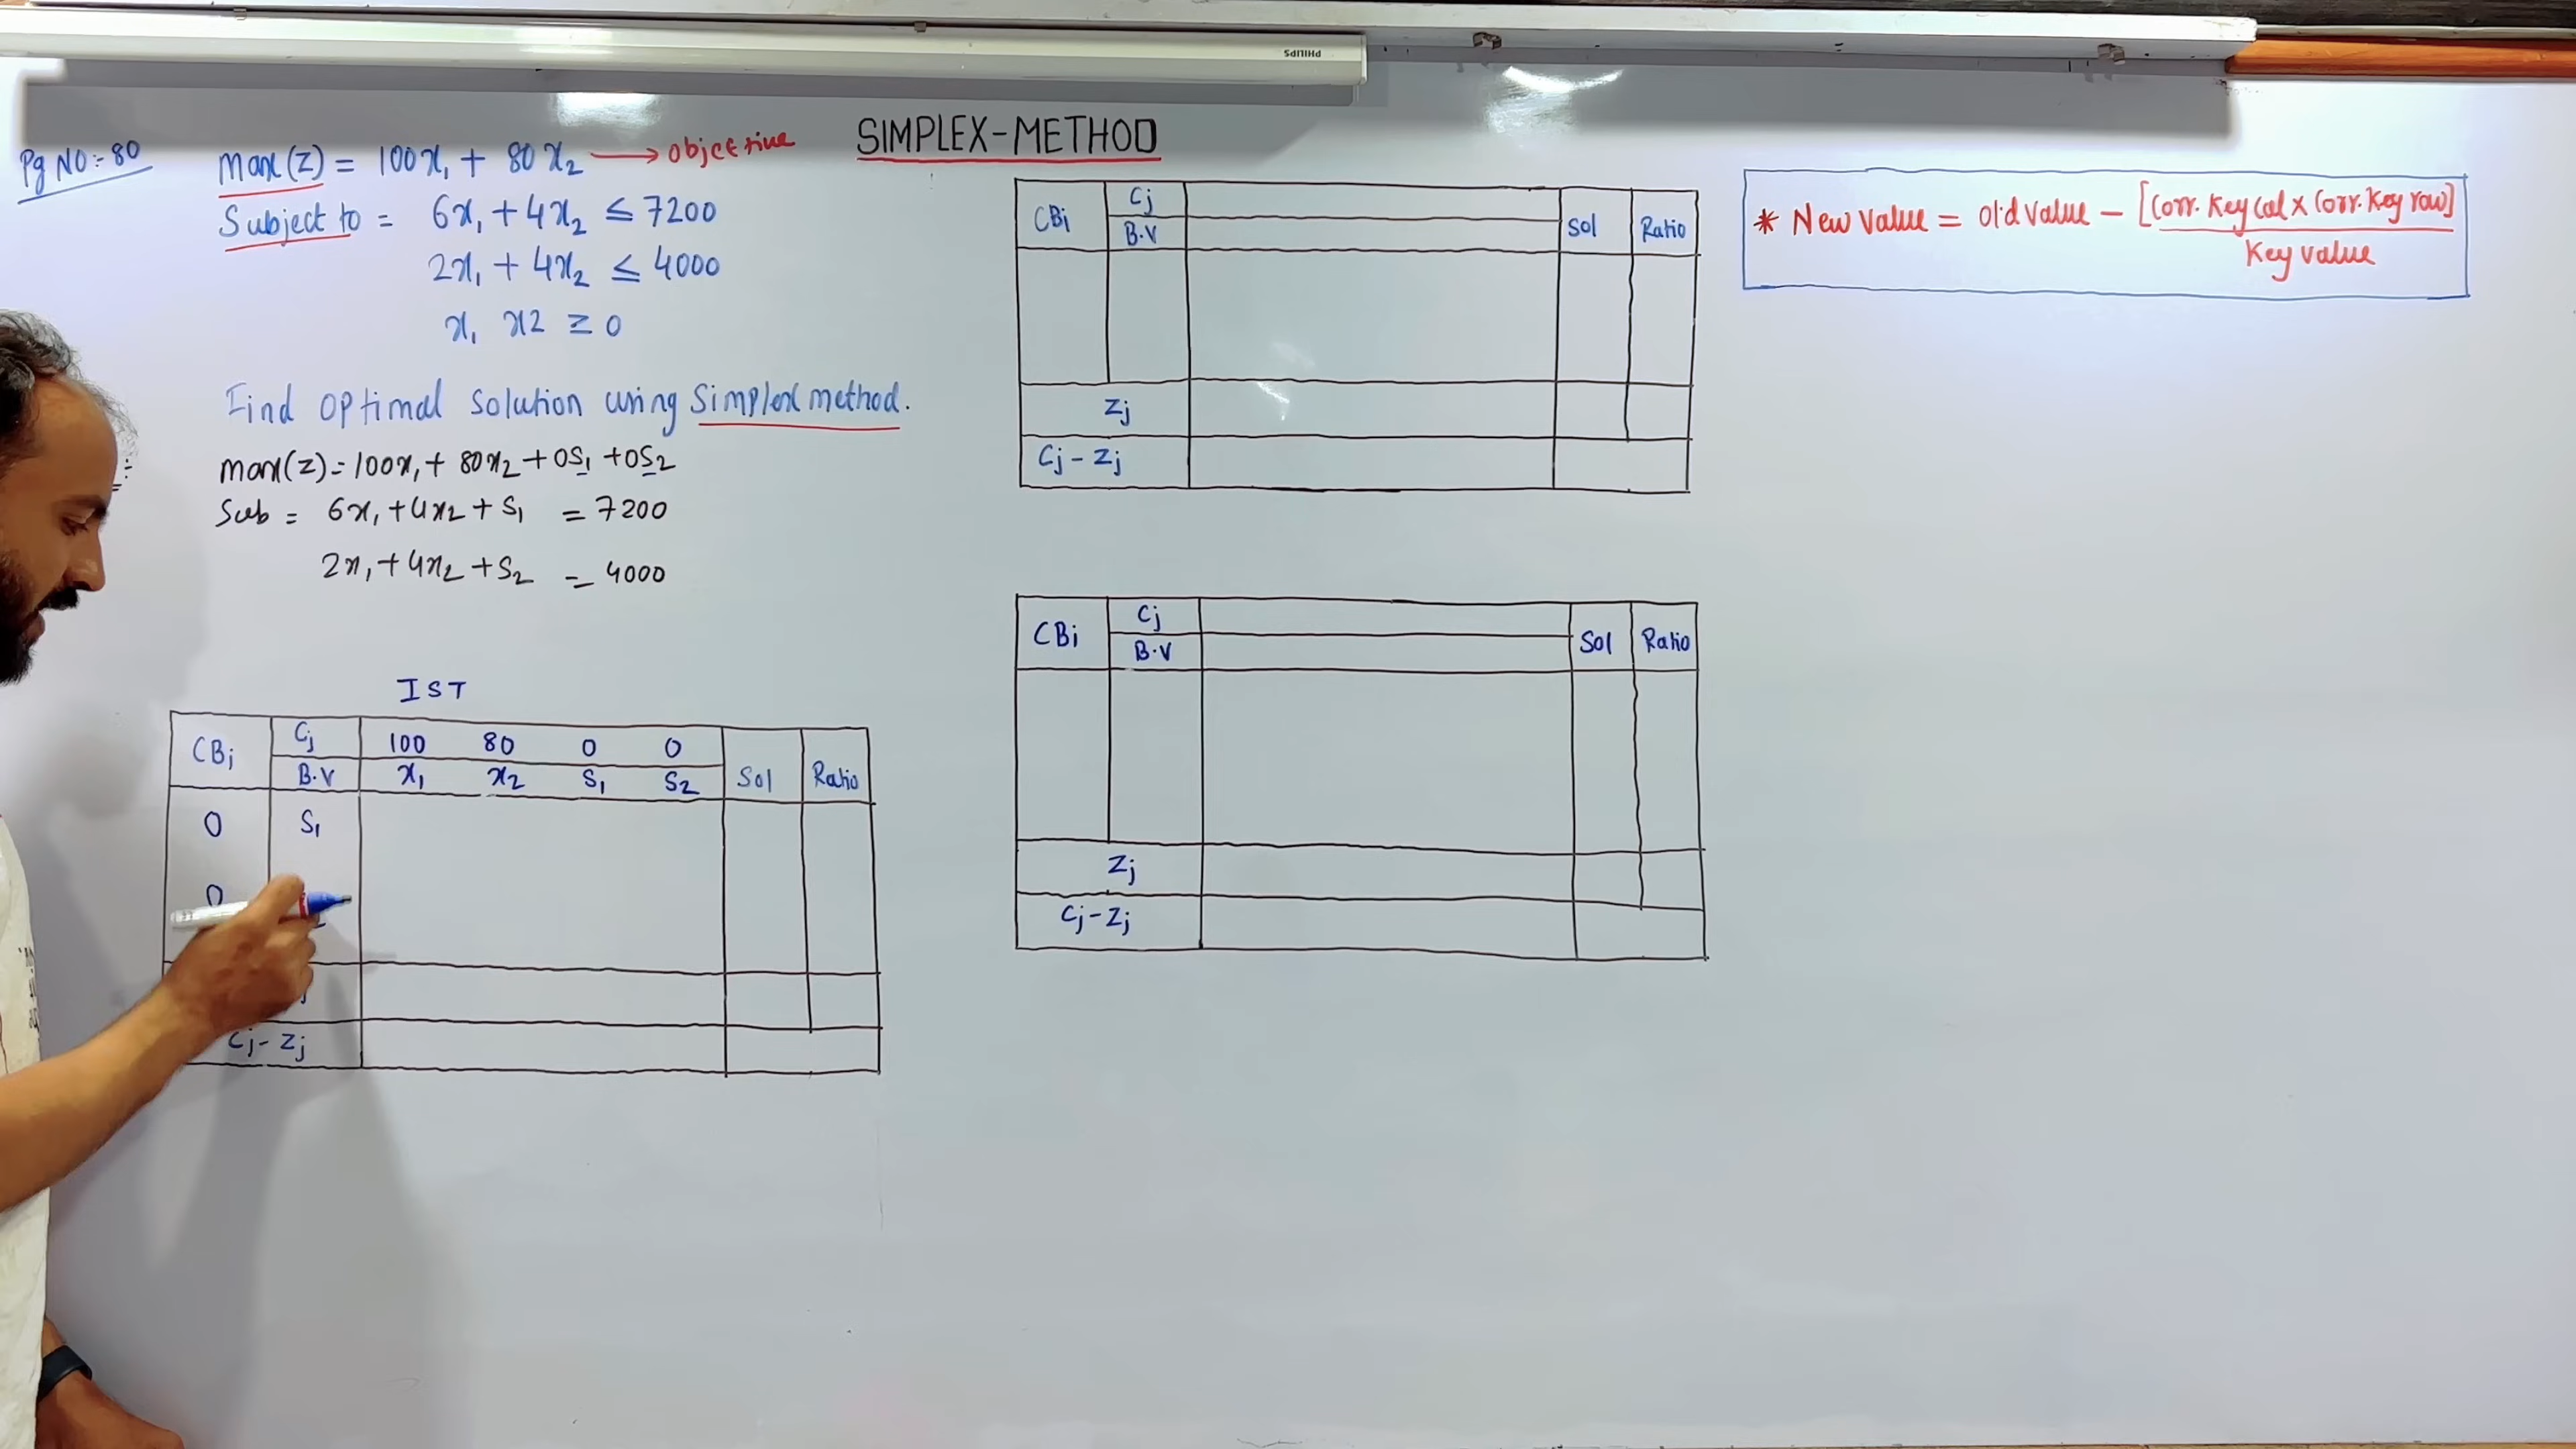 PHILIPS
SIMPLEX-METHOD
Pg NO:- 80
Max(Z) = 100x₁ + 80x₂ → Objective
Subject to = 6x₁ + 4x₂ ≤ 7200
2x₁ + 4x₂ ≤ 4000
x₁ x2 ≥ 0
Find optimal solution using Simplex method.
Max(Z) = 100x₁ + 80x₂ + 0S₁ + 0S₂
Sub = 6x₁ + 4x₂ + S₁ = 7200
2x₁ + 4x₂ + S₂ = 4000
IST
CBi Cj 100 80 0 0 Sol Ratio
B.V x₁ x₂ S₁ S₂
0 S₁
0
Cj - Zj
CBi Cj Sol Ratio
B.V
Zj
Cj - Zj
CBi Cj Sol Ratio
B.V
Zj
Cj - Zj
* New Value = Old Value - [Corr. Key Col x Corr. Key row]
Key value